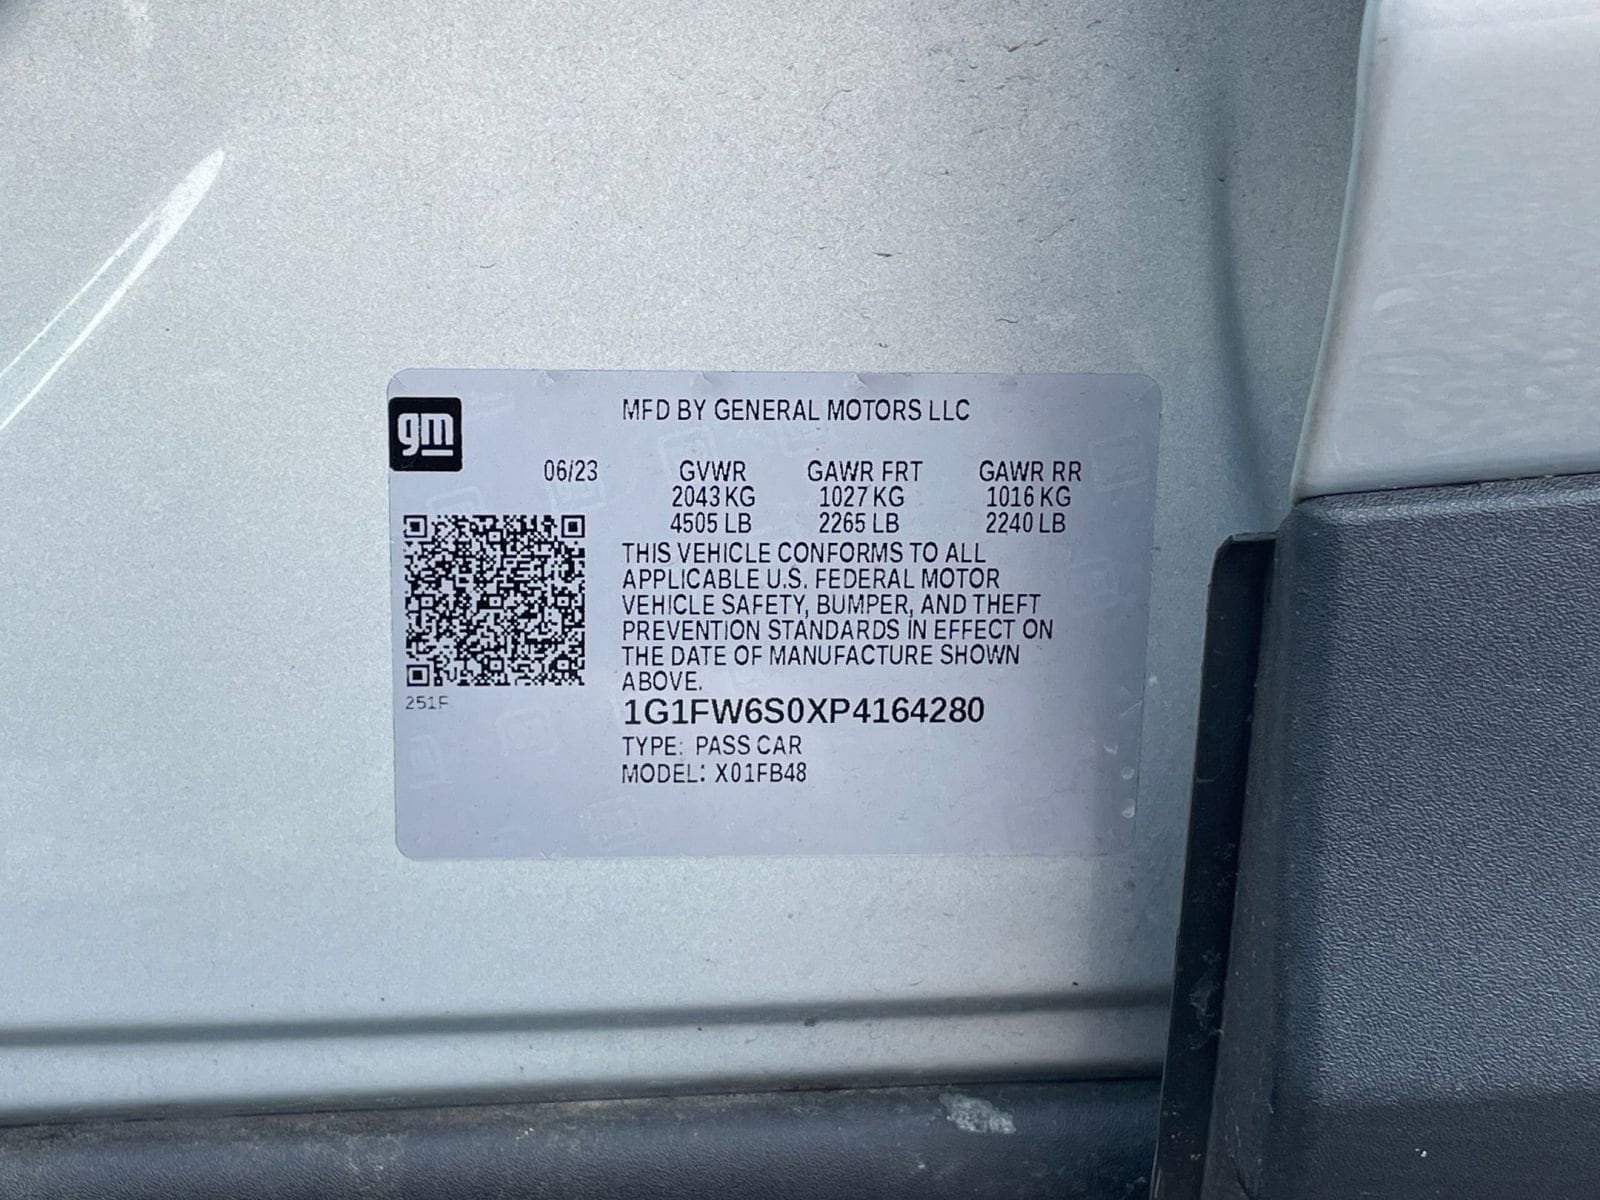 gm
MFD BY GENERAL MOTORS LLC
06/23 GVWR GAWR FRT GAWR RR
2043 KG 1027 KG 1016 KG
4505 LB 2265 LB 2240 LB
THIS VEHICLE CONFORMS TO ALL
APPLICABLE U.S. FEDERAL MOTOR
VEHICLE SAFETY, BUMPER, AND THEFT
PREVENTION STANDARDS IN EFFECT ON
THE DATE OF MANUFACTURE SHOWN
ABOVE.
251F
1G1FW6S0XP4164280
TYPE: PASS CAR
MODEL: X01FB48